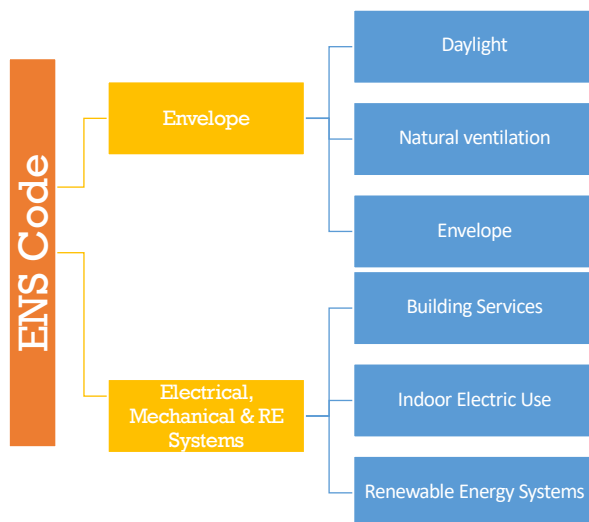 ENS Code
Envelope
Daylight
Natural ventilation
Envelope
Electrical,
Mechanical & RE
Systems
Building Services
Indoor Electric Use
Renewable Energy Systems